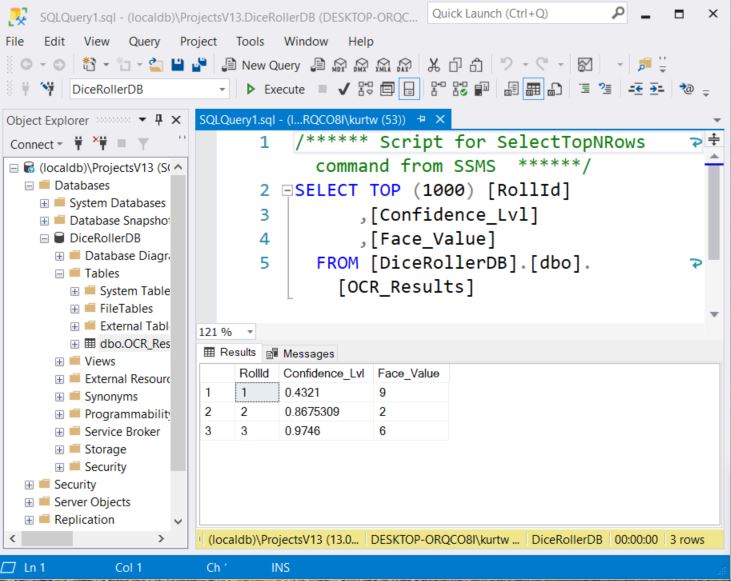 SQLQuery1.sql - (localdb)\ProjectsV13.DiceRollerDB (DESKTOP-ORQC...
Quick Launch (Ctrl+Q)
File Edit View Query Project Tools Window Help
New Query MDX DMX XMLA DAX
DiceRollerDB Execute
Object Explorer
Connect
(localdb)\ProjectsV13 (S
Databases
System Databases
Database Snapshot
DiceRollerDB
Database Diagra
Tables
System Table
FileTables
External Tabl
dbo.OCR_Res
Views
External Resourc
Synonyms
Programmability
Service Broker
Storage
Security
Security
Server Objects
Replication
SQLQuery1.sql - (l...RQCO8I\kurtw (53))
1 /****** Script for SelectTopNRows
command from SSMS ******/
2 SELECT TOP (1000) [RollId]
3 ,[Confidence_Lvl]
4 ,[Face_Value]
5 FROM [DiceRollerDB].[dbo].
[OCR_Results]
121 %
Results Messages
RollId Confidence_Lvl Face_Value
1 1 0.4321 9
2 2 0.8675309 2
3 3 0.9746 6
(localdb)\ProjectsV13 (13.0... DESKTOP-ORQCO8I\kurtw ... DiceRollerDB 00:00:00 3 rows
Ln 1 Col 1 Ch INS